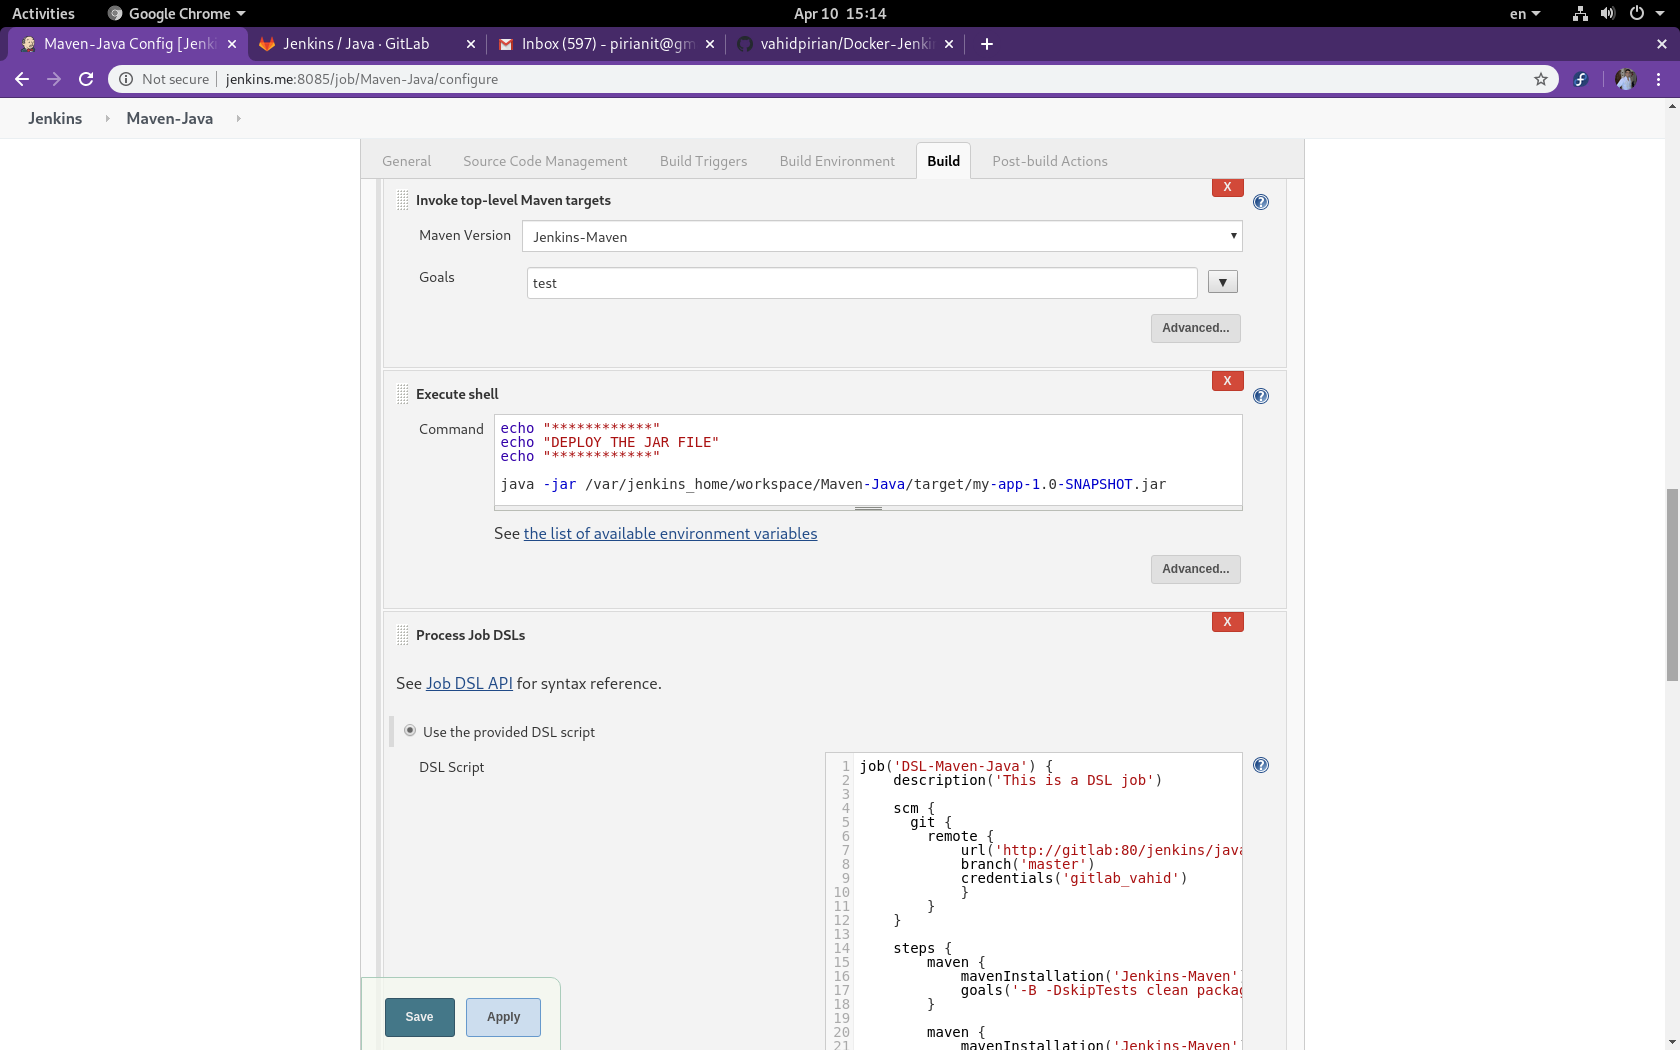 Activities
Google Chrome
Apr 10 15:14
en
Maven-Java Config [Jenki
Jenkins / Java · GitLab
Inbox (597) - pirianit@gm
vahidpirian/Docker-Jenki
Not secure
jenkins.me:8085/job/Maven-Java/configure
Jenkins
Maven-Java
General
Source Code Management
Build Triggers
Build Environment
Build
Post-build Actions
X
Invoke top-level Maven targets
?
Maven Version
Jenkins-Maven
Goals
test
Advanced...
X
Execute shell
?
Command
echo "************"
echo "DEPLOY THE JAR FILE"
echo "************"
java -jar /var/jenkins_home/workspace/Maven-Java/target/my-app-1.0-SNAPSHOT.jar
See the list of available environment variables
Advanced...
X
Process Job DSLs
See Job DSL API for syntax reference.
Use the provided DSL script
DSL Script
?
1 job('DSL-Maven-Java') {
2 description('This is a DSL job')
3
4 scm {
5 git {
6 remote {
7 url('http://gitlab:80/jenkins/java
8 branch('master')
9 credentials('gitlab_vahid')
10 }
11 }
12 }
13
14 steps {
15 maven {
16 mavenInstallation('Jenkins-Maven'
17 goals('-B -DskipTests clean packag
18 }
19
20 maven {
21 mavenInstallation('Jenkins-Maven'
Save
Apply